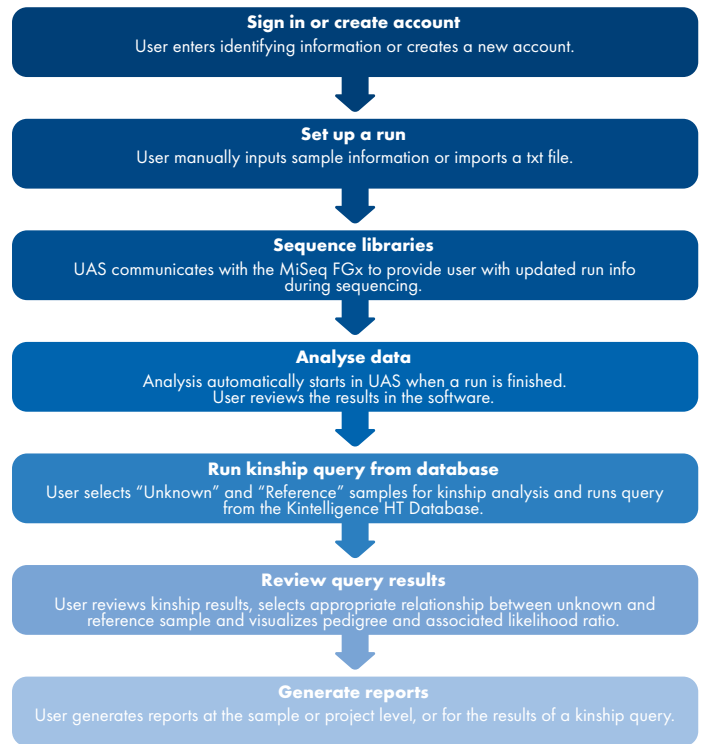 Sign in or create account
User enters identifying information or creates a new account.
Set up a run
User manually inputs sample information or imports a txt file.
Sequence libraries
UAS communicates with the MiSeq FGx to provide user with updated run info
during sequencing.
Analyse data
Analysis automatically starts in UAS when a run is finished.
User reviews the results in the software.
Run kinship query from database
User selects “Unknown” and “Reference” samples for kinship analysis and runs query
from the Kintelligence HT Database.
Review query results
User reviews kinship results, selects appropriate relationship between unknown and
reference sample and visualizes pedigree and associated likelihood ratio.
Generate reports
User generates reports at the sample or project level, or for the results of a kinship query.